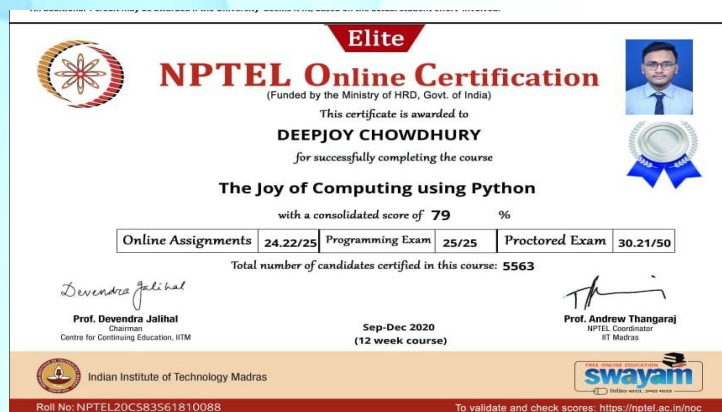 Elite
NPTEL Online Certification
(Funded by the Ministry of HRD, Govt. of India)
This certificate is awarded to
DEEPJOY CHOWDHURY
for successfully completing the course
The Joy of Computing using Python
with a consolidated score of 79 %
Online Assignments 24.22/25 Programming Exam 25/25 Proctored Exam 30.21/50
Total number of candidates certified in this course: 5563
Devendra Jalihal
Prof. Devendra Jalihal
Chairman
Centre for Continuing Education, IITM
Sep-Dec 2020
(12 week course)
Prof. Andrew Thangaraj
NPTEL Coordinator
IIT Madras
Indian Institute of Technology Madras
FREE ONLINE EDUCATION
swayam
Roll No: NPTEL20CS83S61810088
To validate and check scores: https://nptel.ac.in/noc